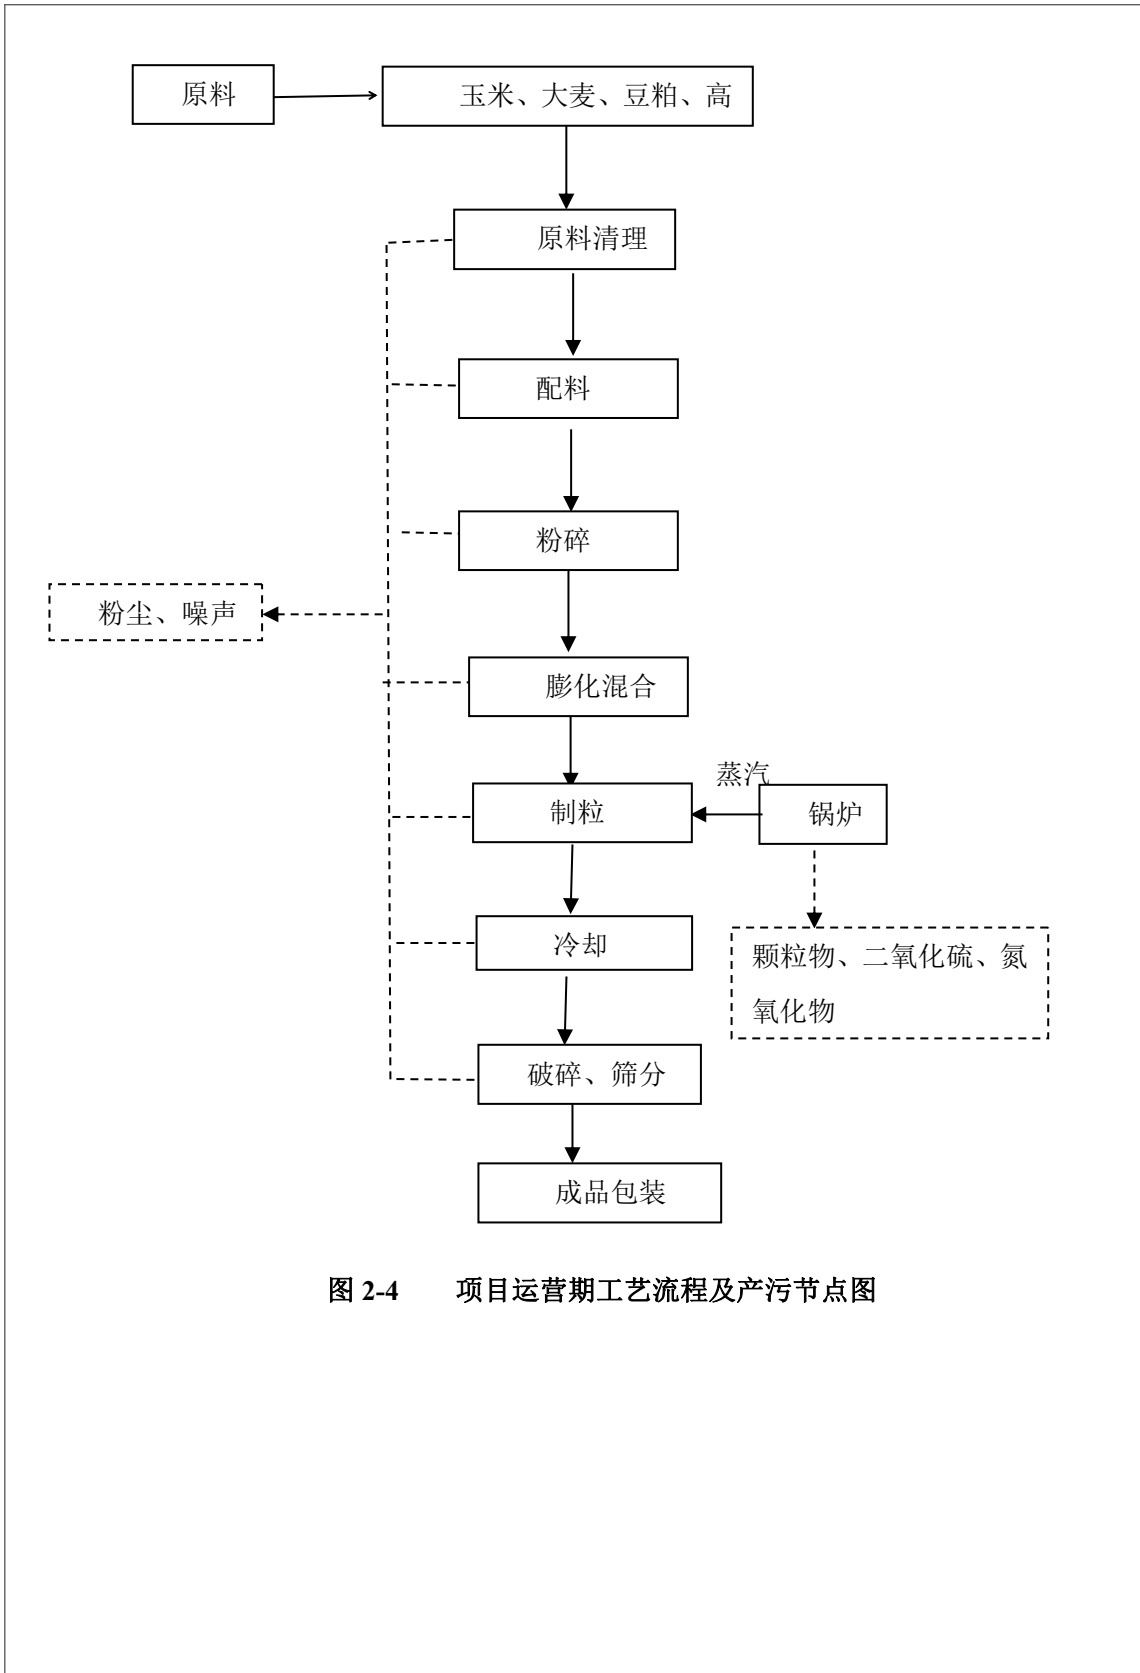 原料
玉米、大麦、豆粕、高
原料清理
配料
粉碎
粉尘、噪声
膨化混合
蒸汽
制粒
锅炉
冷却
颗粒物、二氧化硫、氮
氧化物
破碎、筛分
成品包装
图 2-4 项目运营期工艺流程及产污节点图